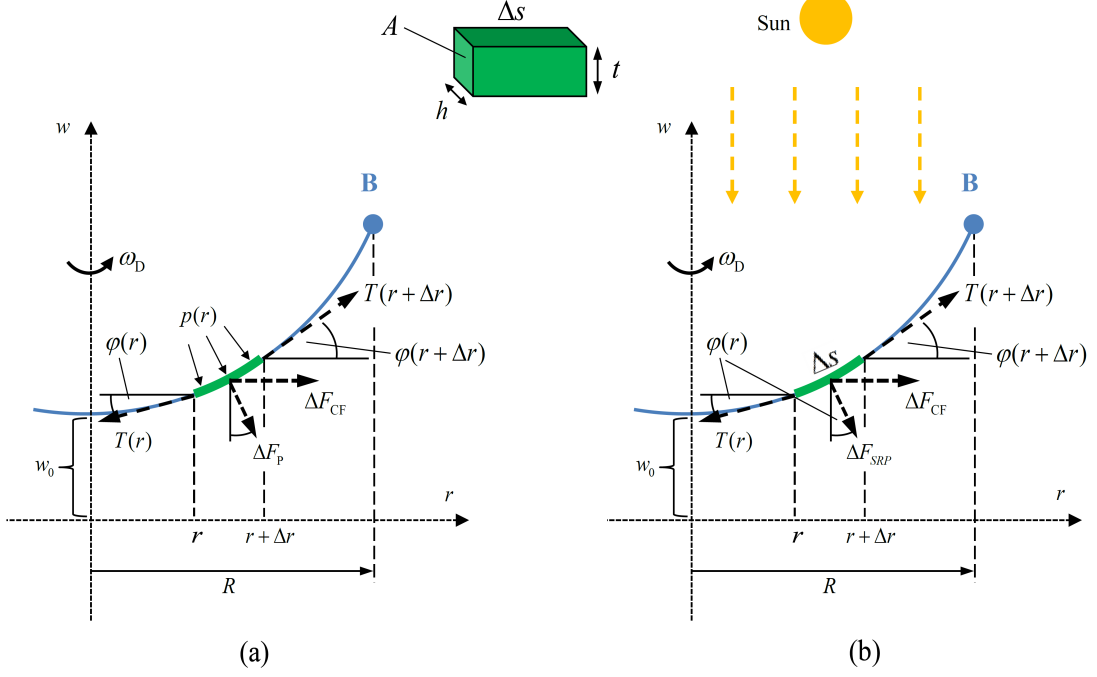 Δs
A
t
h
Sun
w
B
ω_D
T(r + Δr)
p(r)
φ(r)
φ(r + Δr)
ΔF_CF
T(r)
ΔF_P
w_0
r
r
r + Δr
R
(a)
w
B
ω_D
T(r + Δr)
φ(r)
Δs
φ(r + Δr)
ΔF_CF
T(r)
ΔF_SRP
w_0
r
r
r + Δr
R
(b)